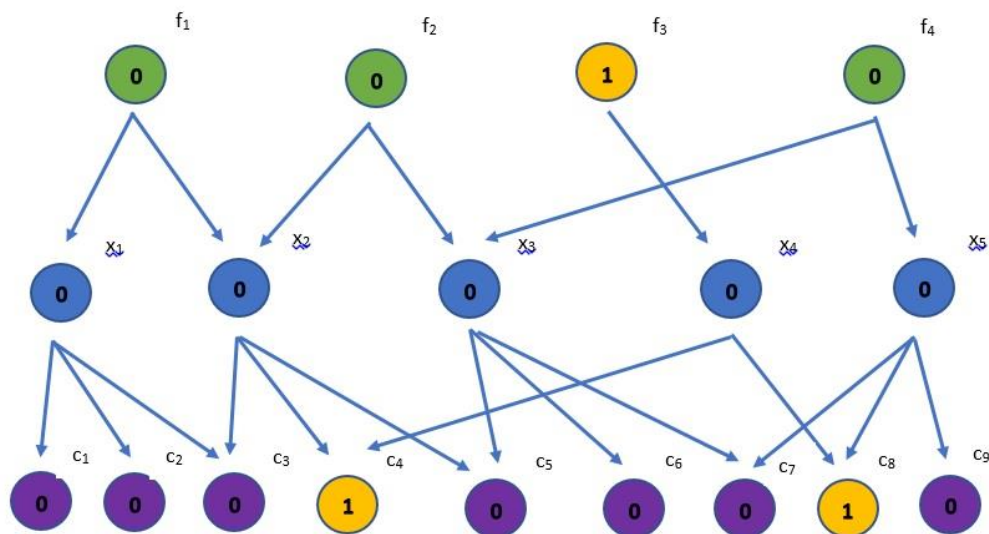 f₁ f₂ f₃ f₄
0 0 1 0
x₁ x₂ x₃ x₄ x₅
0 0 0 0 0
c₁ c₂ c₃ c₄ c₅ c₆ c₇ c₈ c₉
0 0 0 1 0 0 0 1 0